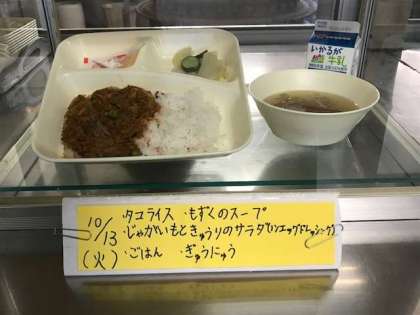 いかるが
牛乳
10/13
(火)
・タコライス ・もずくのスープ
・じゃがいもときゅうりのサラダ(ノンエッグドレッシング)
・ごはん ・ぎゅうにゅう